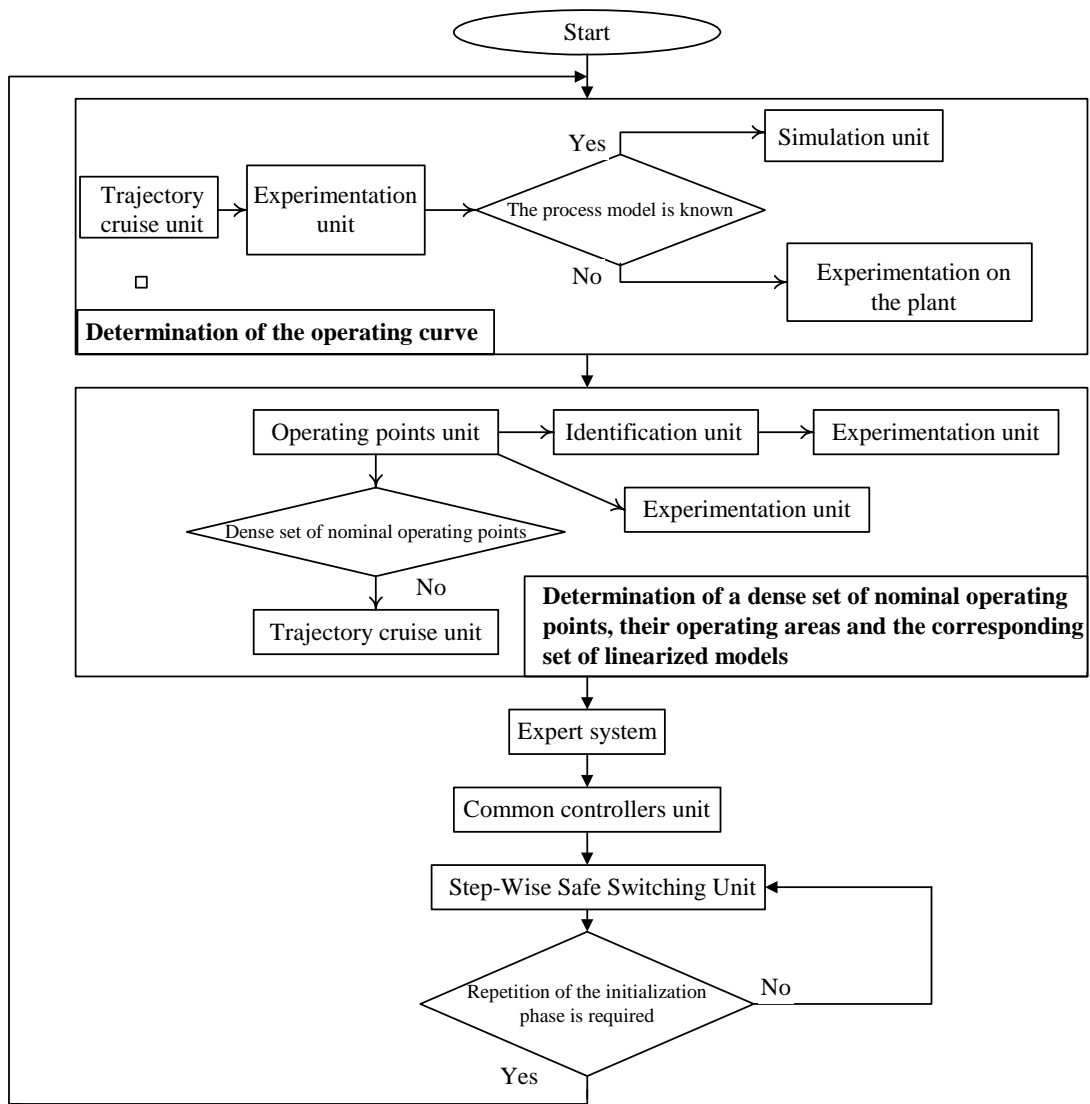 Start
Yes
Simulation unit
Trajectory
cruise unit
Experimentation
unit
The process model is known
No
Experimentation on
the plant
Determination of the operating curve
Operating points unit
Identification unit
Experimentation unit
Experimentation unit
Dense set of nominal operating points
No
Trajectory cruise unit
Determination of a dense set of nominal operating
points, their operating areas and the corresponding
set of linearized models
Expert system
Common controllers unit
Step-Wise Safe Switching Unit
Repetition of the initialization
phase is required
No
Yes